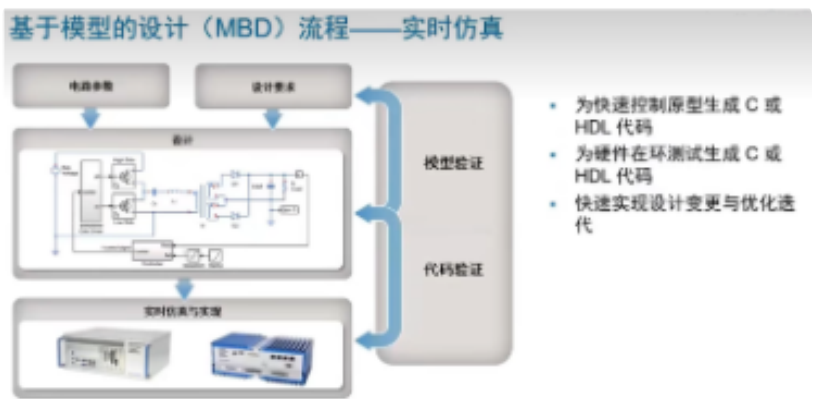 基于模型的设计（MBD）流程——实时仿真
电路参数
设计要求
设计
模型验证
代码验证
实时仿真与实现
• 为快速控制原型生成 C 或
HDL 代码
• 为硬件在环测试生成 C 或
HDL 代码
• 快速实现设计变更与优化迭
代